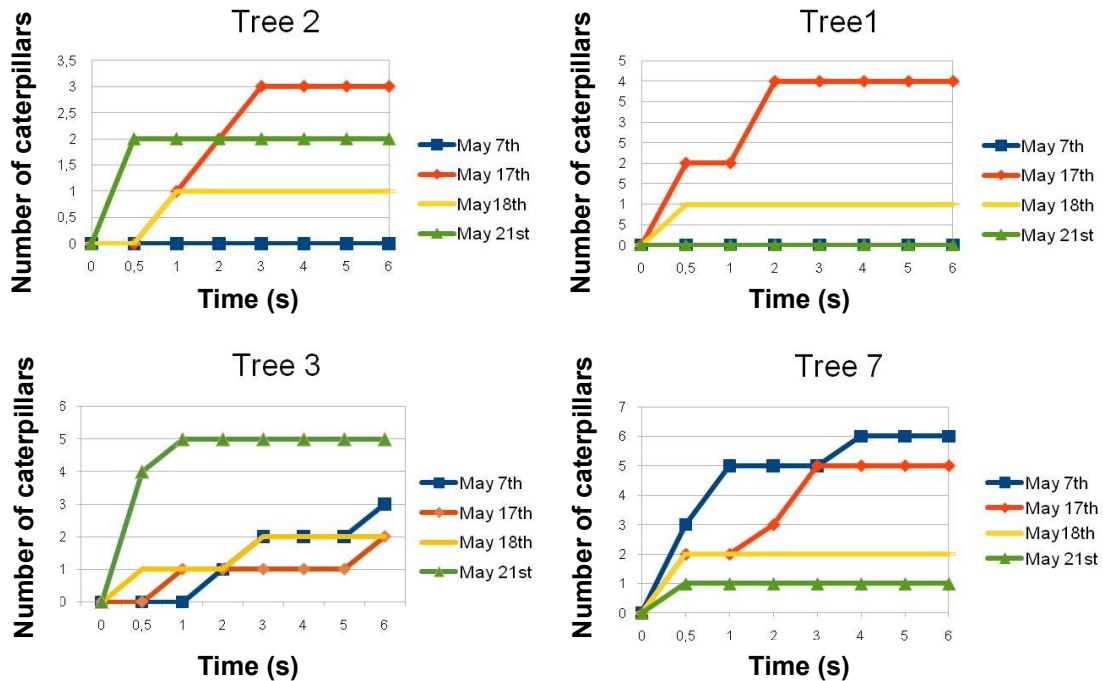 Tree 2
Number of caterpillars
3,5
3
2,5
2
1,5
1
0,5
0
0 0,5 1 2 3 4 5 6
Time (s)
May 7th
May 17th
May18th
May 21st
Tree1
Number of caterpillars
5
4
5
3
5
2
5
1
5
0
0 0,5 1 2 3 4 5 6
Time (s)
May 7th
May 17th
May 18th
May 21st
Tree 3
Number of caterpillars
6
5
4
3
2
1
0
0 0,5 1 2 3 4 5 6
Time (s)
May 7th
May 17th
May 18th
May 21st
Tree 7
Number of caterpillars
7
6
5
4
3
2
1
0
0 0,5 1 2 3 4 5 6
Time (s)
May 7th
May 17th
May18th
May 21st